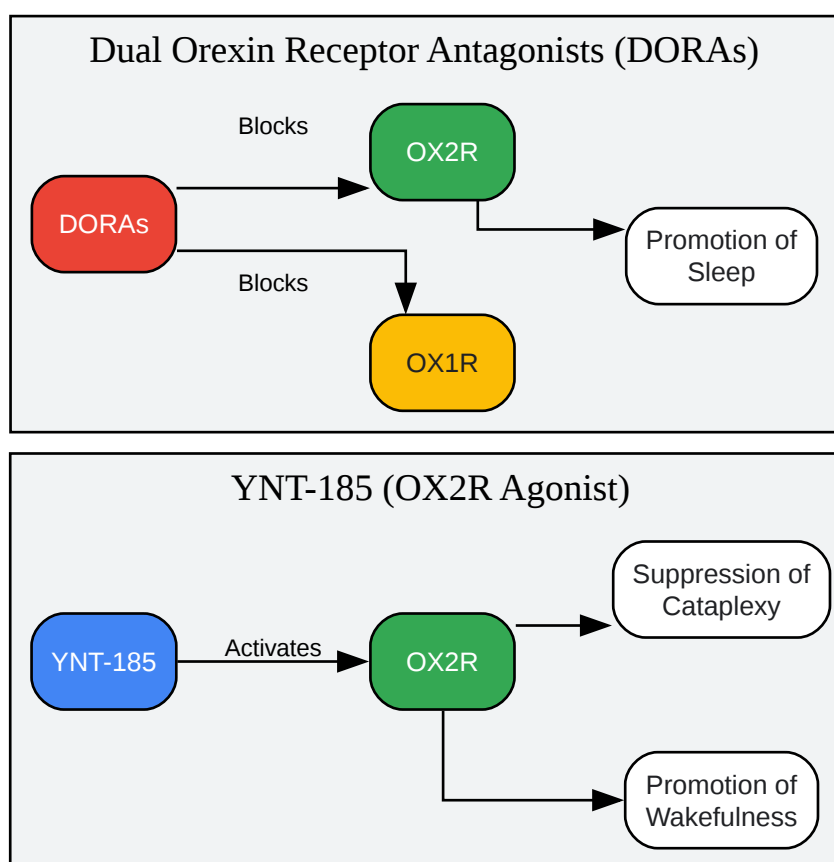 Dual Orexin Receptor Antagonists (DORAs)
Blocks
OX2R
DORAs
Promotion of
Sleep
Blocks
OX1R
YNT-185 (OX2R Agonist)
Suppression of
Cataplexy
YNT-185
Activates
OX2R
Promotion of
Wakefulness